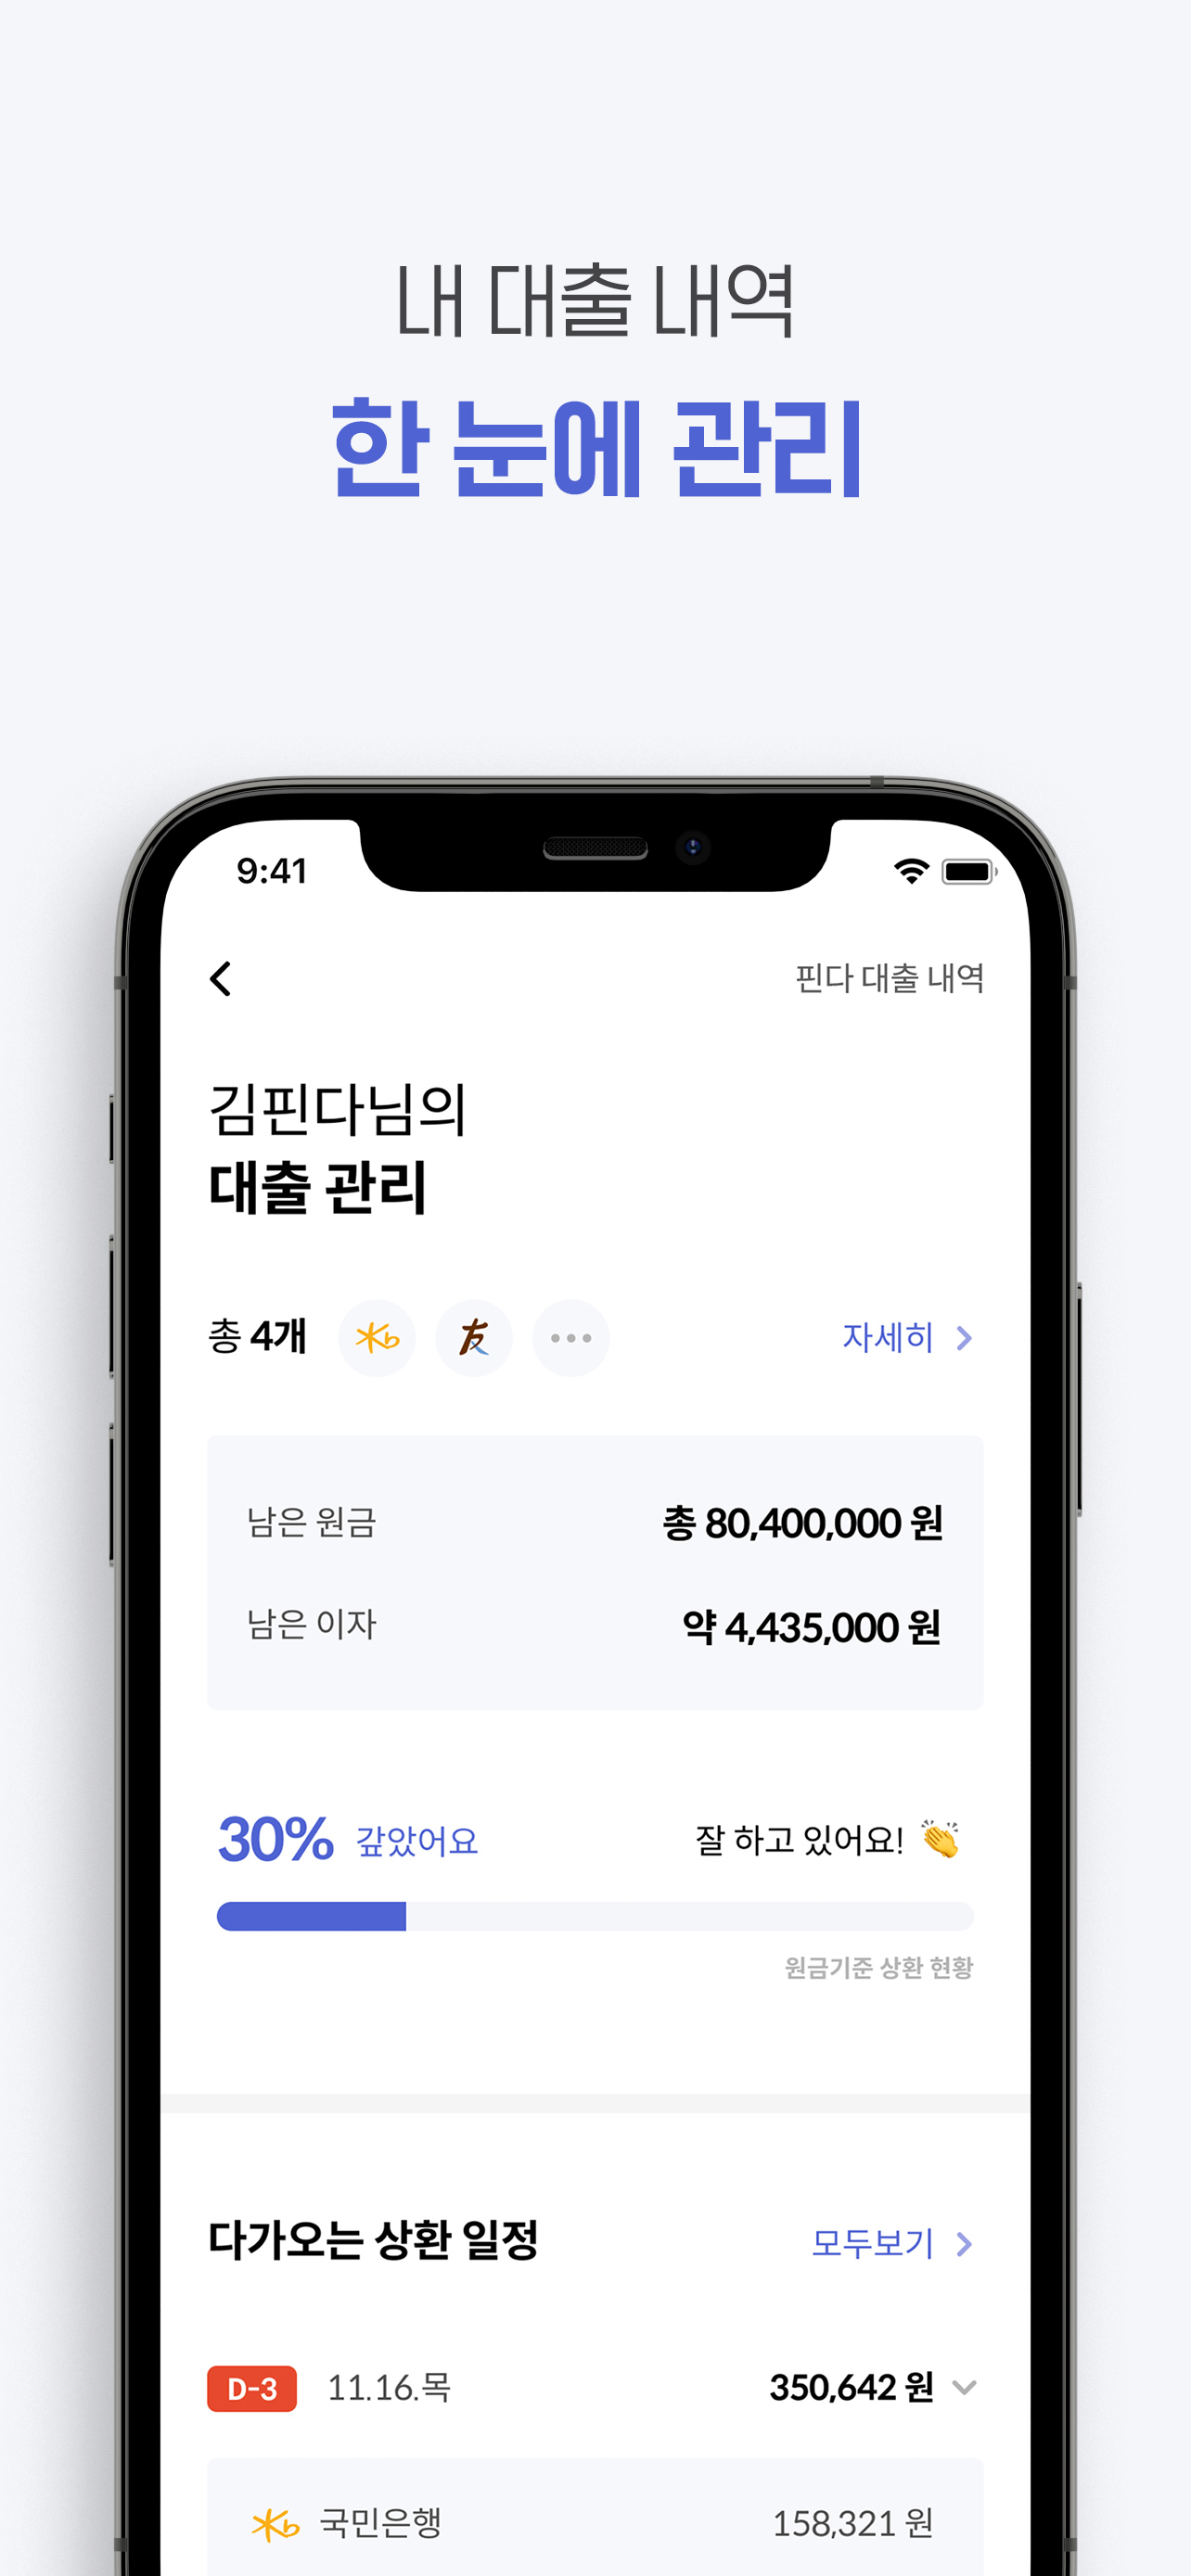 내 대출 내역
한 눈에 관리
9:41
핀다 대출 내역
김핀다님의
대출 관리
총 4개
자세히
남은 원금 총 80,400,000 원
남은 이자 약 4,435,000 원
30% 갚았어요 잘 하고 있어요! 👏
원금기준 상환 현황
다가오는 상환 일정 모두보기
D-3 11.16.목 350,642 원
국민은행 158,321 원